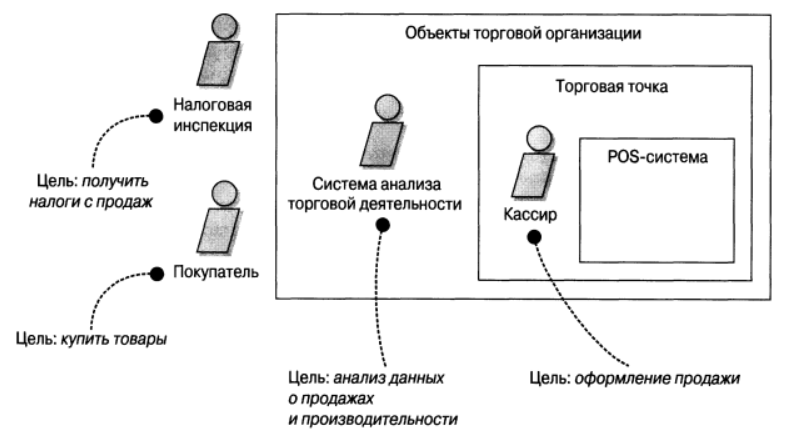 Объекты торговой организации
Торговая точка
Налоговая
инспекция
POS-система
Цель: получить
налоги с продаж
Система анализа
торговой деятельности
Кассир
Покупатель
Цель: купить товары
Цель: анализ данных
о продажах
и производительности
Цель: оформление продажи